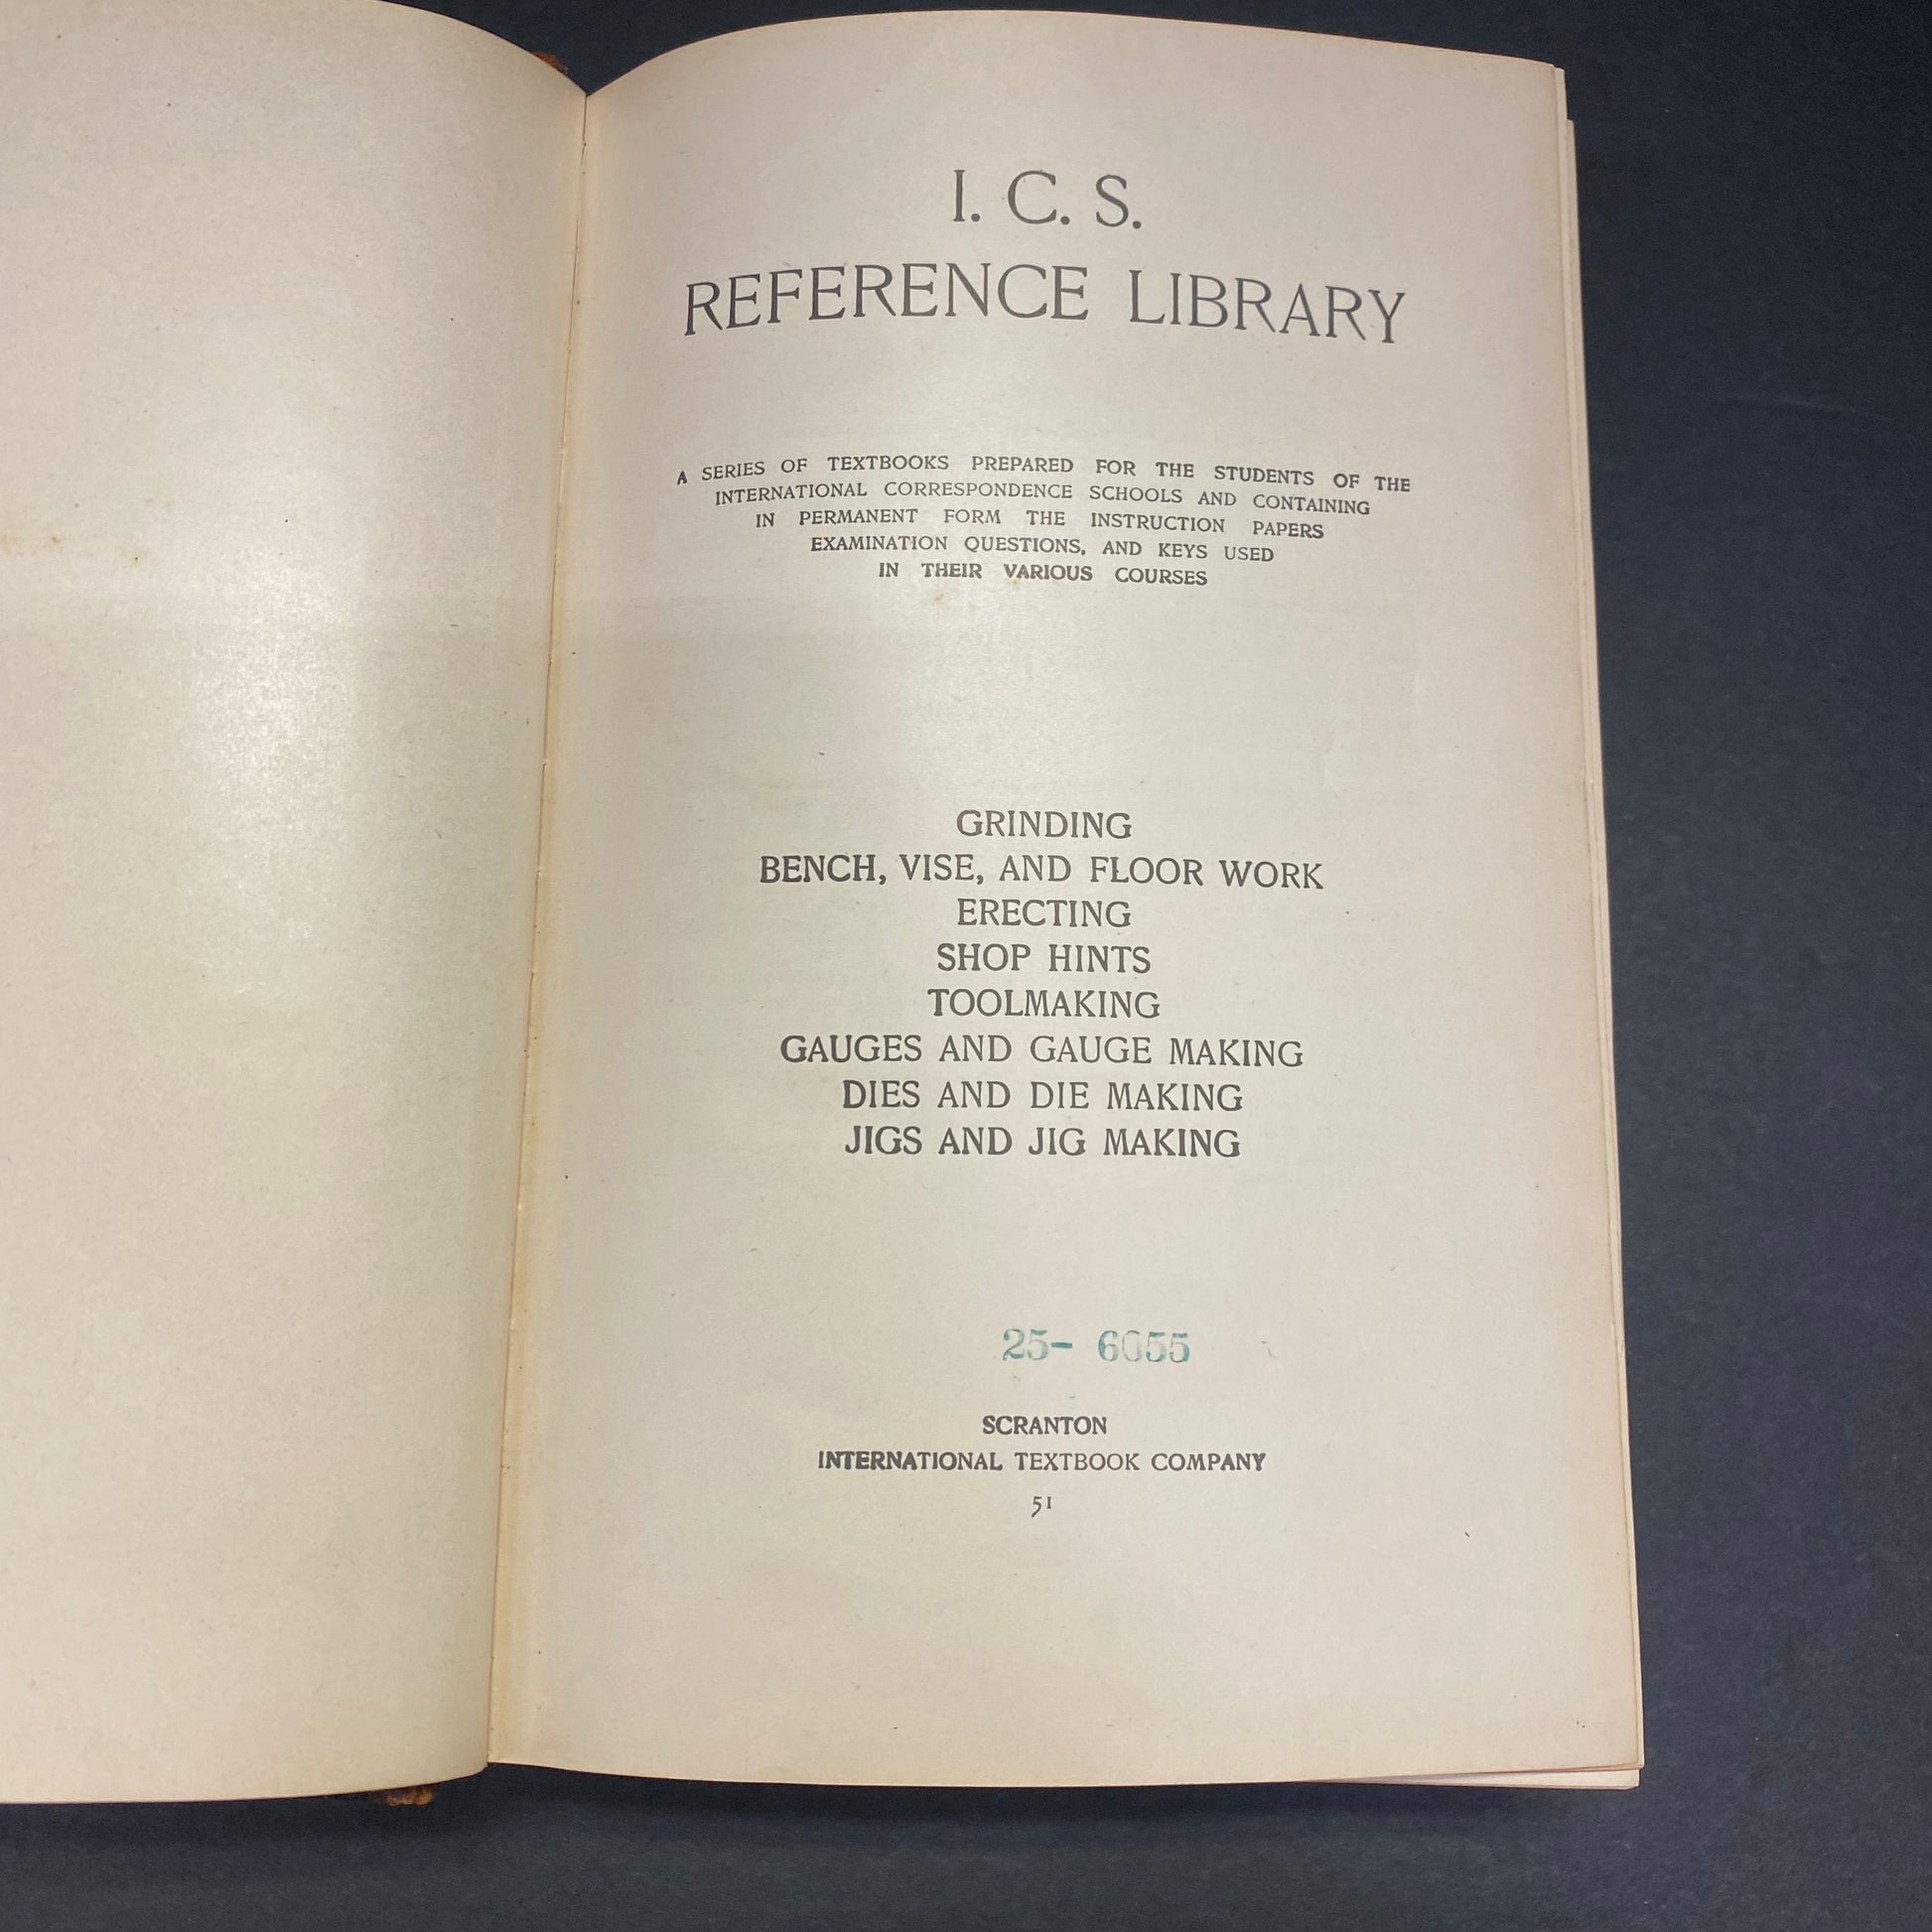 I. C. S.
REFERENCE LIBRARY
A SERIES OF TEXTBOOKS PREPARED FOR THE STUDENTS OF THE
INTERNATIONAL CORRESPONDENCE SCHOOLS AND CONTAINING
IN PERMANENT FORM THE INSTRUCTION PAPERS
EXAMINATION QUESTIONS, AND KEYS USED
IN THEIR VARIOUS COURSES
GRINDING
BENCH, VISE, AND FLOOR WORK
ERECTING
SHOP HINTS
TOOLMAKING
GAUGES AND GAUGE MAKING
DIES AND DIE MAKING
JIGS AND JIG MAKING
25- 6055
SCRANTON
INTERNATIONAL TEXTBOOK COMPANY
51